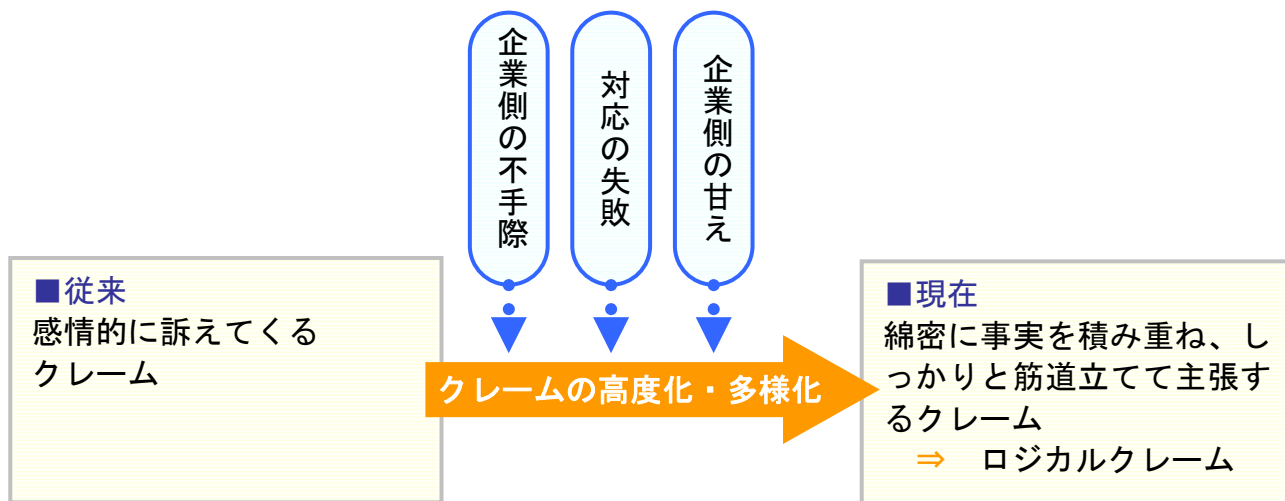 企業側の不手際
対応の失敗
企業側の甘え
■従来
感情的に訴えてくる
クレーム
クレームの高度化・多様化
■現在
綿密に事実を積み重ね、し
っかりと筋道立てて主張す
るクレーム
⇒　ロジカルクレーム